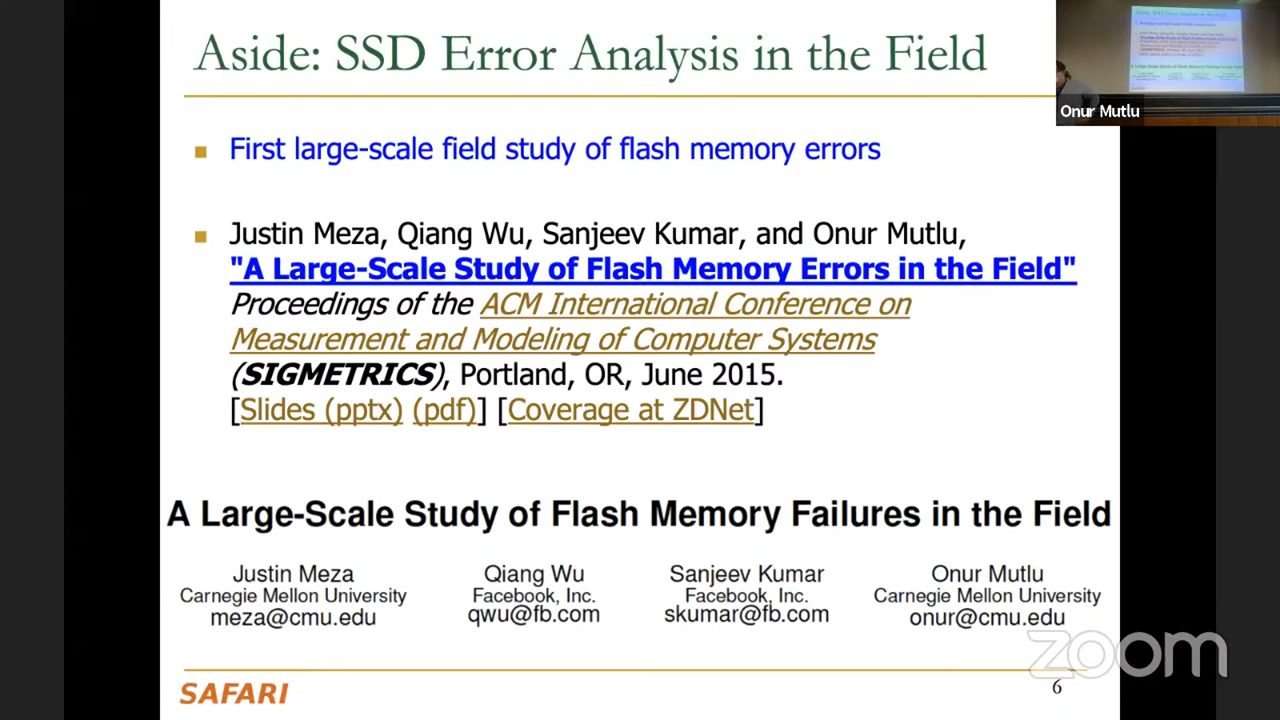 Aside: SSD Error Analysis in the Field
Onur Mutlu
First large-scale field study of flash memory errors
Justin Meza, Qiang Wu, Sanjeev Kumar, and Onur Mutlu,
"A Large-Scale Study of Flash Memory Errors in the Field"
Proceedings of the ACM International Conference on
Measurement and Modeling of Computer Systems
(SIGMETRICS), Portland, OR, June 2015.
[Slides (pptx) (pdf)] [Coverage at ZDNet]
A Large-Scale Study of Flash Memory Failures in the Field
Justin Meza
Carnegie Mellon University
meza@cmu.edu
Qiang Wu
Facebook, Inc.
qwu@fb.com
Sanjeev Kumar
Facebook, Inc.
skumar@fb.com
Onur Mutlu
Carnegie Mellon University
onur@cmu.edu
zoom
SAFARI
6